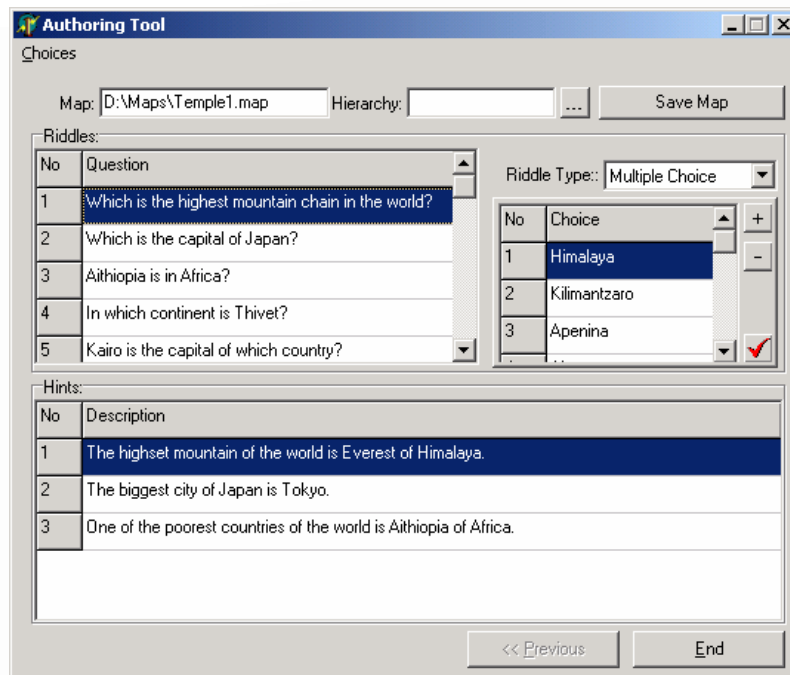 Authoring Tool
Choices
Map: D:\Maps\Temple1.map Hierarchy: ... Save Map
Riddles:
No Question
1 Which is the highest mountain chain in the world?
2 Which is the capital of Japan?
3 Aithiopia is in Africa?
4 In which continent is Thivet?
5 Kairo is the capital of which country?
Riddle Type:: Multiple Choice
No Choice +
1 Himalaya -
2 Kilimantzaro
3 Apenina
Hints:
No Description
1 The highset mountain of the world is Everest of Himalaya.
2 The biggest city of Japan is Tokyo.
3 One of the poorest countries of the world is Aithiopia of Africa.
<< Previous End